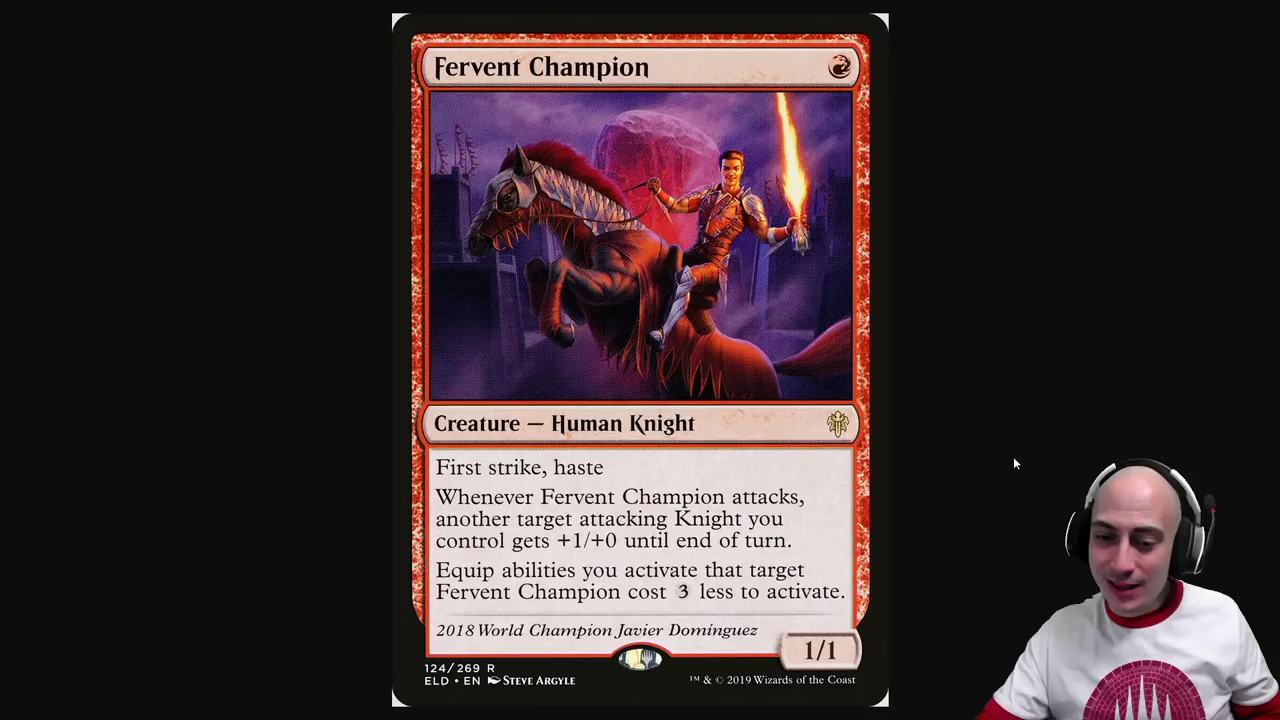 Fervent Champion
Creature — Human Knight
First strike, haste
Whenever Fervent Champion attacks,
another target attacking Knight you
control gets +1/+0 until end of turn.
Equip abilities you activate that target
Fervent Champion cost 3 less to activate.
2018 World Champion Javier Domínguez
1/1
124/269 R
ELD • EN Steve Argyle
™ & © 2019 Wizards of the Coast